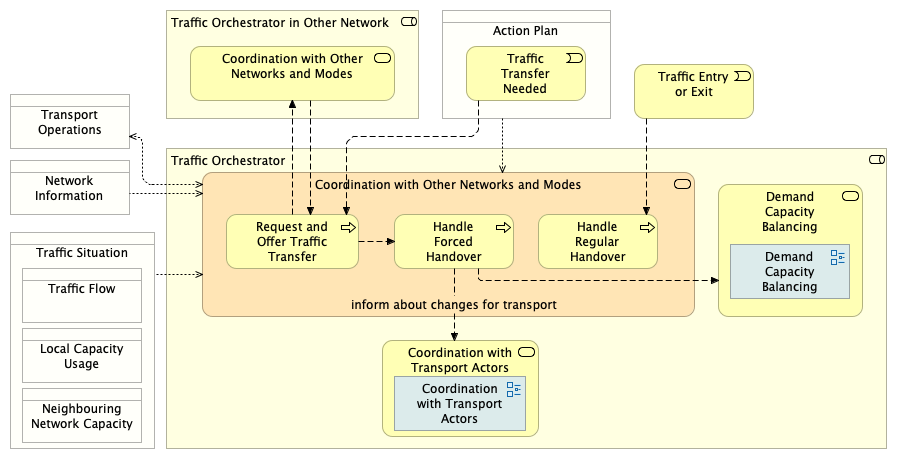 Traffic Orchestrator in Other Network
Coordination with Other
Networks and Modes
Action Plan
Traffic
Transfer
Needed
Traffic Entry
or Exit
Transport
Operations
Network
Information
Traffic Situation
Traffic Flow
Local Capacity
Usage
Neighbouring
Network Capacity
Traffic Orchestrator
Coordination with Other Networks and Modes
Request and
Offer Traffic
Transfer
Handle
Forced
Handover
Handle
Regular
Handover
inform about changes for transport
Demand
Capacity
Balancing
Demand
Capacity
Balancing
Coordination with
Transport Actors
Coordination
with Transport
Actors